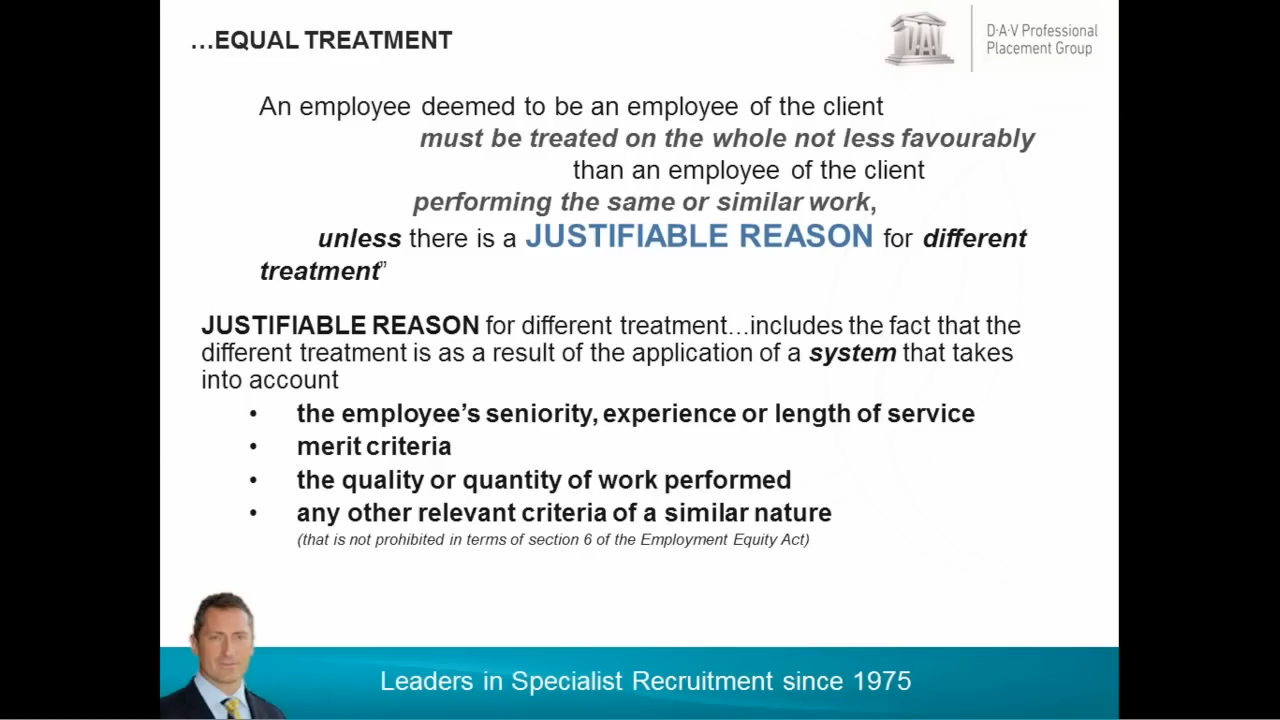 …EQUAL TREATMENT
D·A·V Professional
Placement Group
An employee deemed to be an employee of the client
must be treated on the whole not less favourably
than an employee of the client
performing the same or similar work,
unless there is a JUSTIFIABLE REASON for different
treatment”
JUSTIFIABLE REASON for different treatment…includes the fact that the
different treatment is as a result of the application of a system that takes
into account
• the employee’s seniority, experience or length of service
• merit criteria
• the quality or quantity of work performed
• any other relevant criteria of a similar nature
(that is not prohibited in terms of section 6 of the Employment Equity Act)
Leaders in Specialist Recruitment since 1975